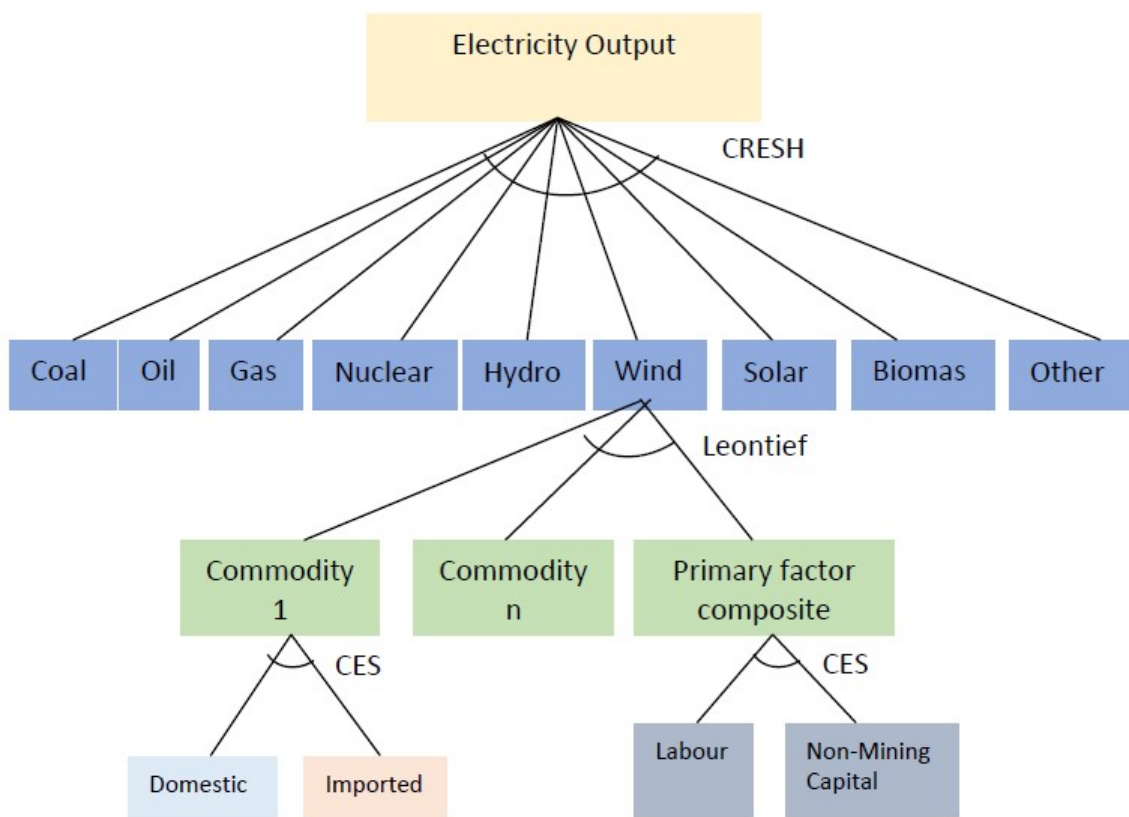 Electricity Output
CRESH
Coal
Oil
Gas
Nuclear
Hydro
Wind
Solar
Biomas
Other
Leontief
Commodity
1
Commodity
n
Primary factor
composite
CES
CES
Domestic
Imported
Labour
Non-Mining
Capital